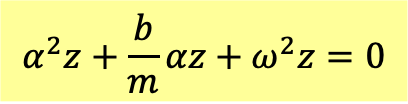 α²z + b/m αz + ω²z = 0